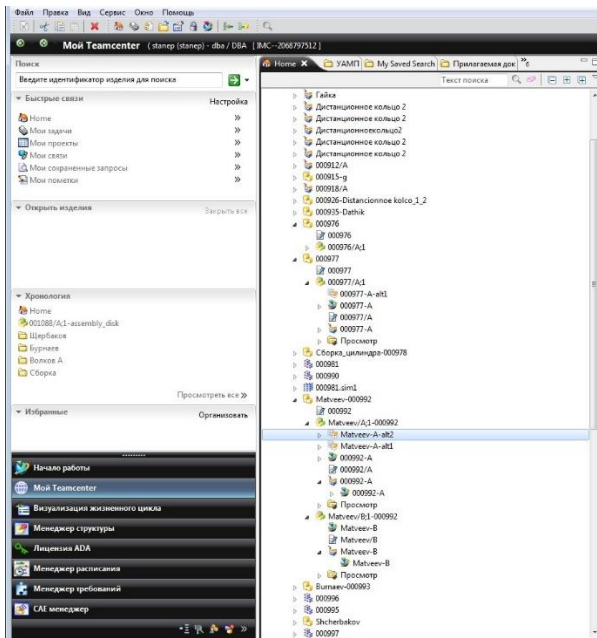 Файл Правка Вид Сервис Окно Помощь
Мой Teamcenter ( stanep (stanep) - dba / DBA [ IMC--2068797512 ]
Поиск
Введите идентификатор изделия для поиска
Быстрые связи
Настройка
Home
Мои задачи
Мои проекты
Мои связи
Мои сохраненные запросы
Мои пометки
Открыть изделия
Закрыть все
Хронология
Home
001088/A;1-assembly_disk
Щербаков
Бурнаев
Волков А
Сборка
Просмотреть все
Избранные
Организовать
Начало работы
Мой Teamcenter
Визуализация жизненного цикла
Менеджер структуры
Лицензия ADA
Менеджер расписания
Менеджер требований
CAE менеджер
Home УАМП My Saved Search Прилагаемая док 6
Текст поиска
Гайка
Дистанционное кольцо 2
Дистанционное кольцо 2
Дистанционноекольцо2
Дистанционное кольцо 2
Дистанционное кольцо 2
000912/A
000915-g
000918/A
000926-Distancionnoe kolco_1_2
000935-Dathik
000976
000976
000976/A;1
000977
000977
000977/A;1
000977-A-alt1
000977-A
000977/A
000977-A
Просмотр
Сборка_цилиндра-000978
000981
000990
000981.sim1
Matveev-000992
000992
Matveev/A;1-000992
Matveev-A-alt2
Matveev-A-alt1
000992-A
000992/A
000992-A
000992-A
Просмотр
Matveev/B;1-000992
Matveev-B
Matveev/B
Matveev-B
Matveev-B
Просмотр
Burnaev-000993
000996
000995
Shcherbakov
000997